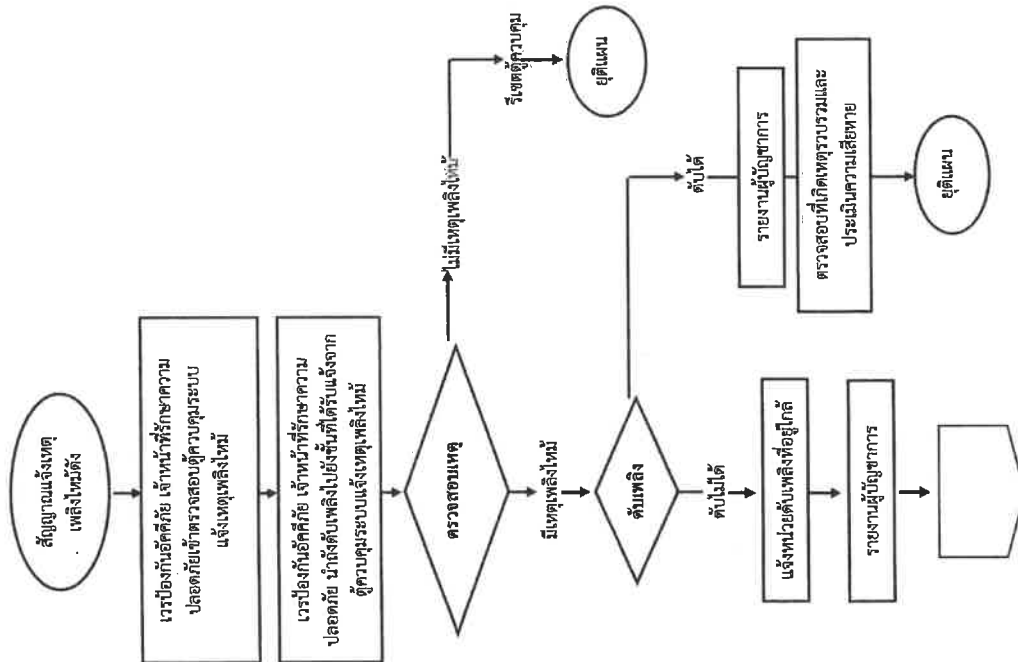 สัญญาณแจ้งเหตุ
เพลิงไหม้ดัง
เวรป้องกันอัคคีภัย เจ้าหน้าที่รักษาความ
ปลอดภัยเข้าตรวจสอบตู้ควบคุมระบบ
แจ้งเหตุเพลิงไหม้
เวรป้องกันอัคคีภัย เจ้าหน้าที่รักษาความ
ปลอดภัย นำถังดับเพลิงไปยังชั้นที่ได้รับแจ้งจาก
ตู้ควบคุมระบบแจ้งเหตุเพลิงไหม้
ตรวจสอบเหตุ
ไม่มีเหตุเพลิงไหม้
รีเซตตู้ควบคุม
ยุติแผน
มีเหตุเพลิงไหม้
ดับเพลิง
ดับได้
รายงานผู้บัญชาการ
ตรวจสอบที่เกิดเหตุรวบรวมและ
ประเมินความเสียหาย
ยุติแผน
ดับไม่ได้
แจ้งหน่วยดับเพลิงที่อยู่ใกล้
รายงานผู้บัญชาการ